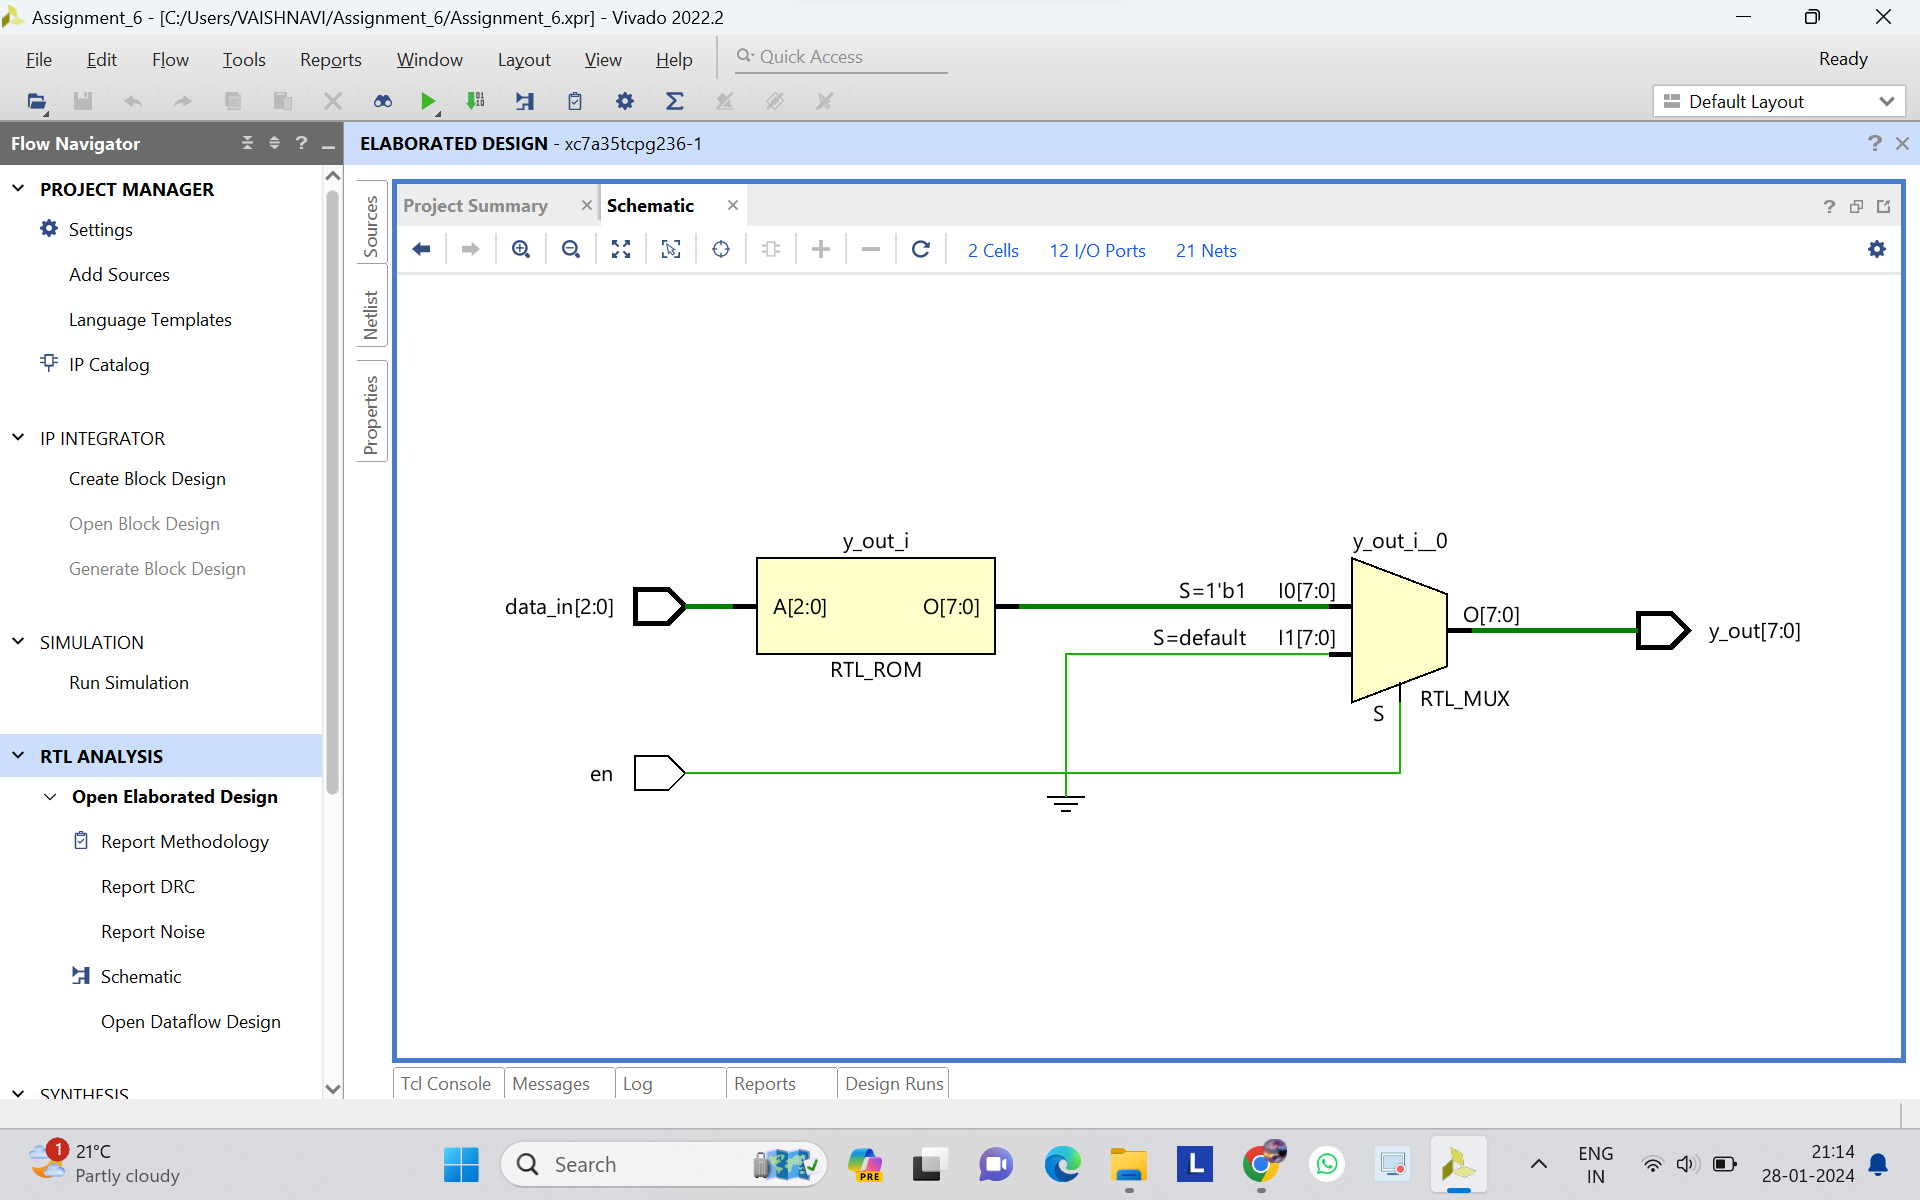 Assignment_6 - [C:/Users/VAISHNAVI/Assignment_6/Assignment_6.xpr] - Vivado 2022.2
File Edit Flow Tools Reports Window Layout View Help Quick Access Ready
Default Layout
Flow Navigator
ELABORATED DESIGN - xc7a35tcpg236-1
PROJECT MANAGER
Settings
Add Sources
Language Templates
IP Catalog
IP INTEGRATOR
Create Block Design
Open Block Design
Generate Block Design
SIMULATION
Run Simulation
RTL ANALYSIS
Open Elaborated Design
Report Methodology
Report DRC
Report Noise
Schematic
Open Dataflow Design
SYNTHESIS
Sources
Netlist
Properties
Project Summary Schematic
2 Cells 12 I/O Ports 21 Nets
y_out_i
data_in[2:0]
A[2:0] O[7:0]
RTL_ROM
en
y_out_i__0
S=1'b1 I0[7:0]
S=default I1[7:0]
O[7:0]
S
RTL_MUX
y_out[7:0]
Tcl Console Messages Log Reports Design Runs
1
21°C
Partly cloudy
Search
PRE
L
ENG
IN
21:14
28-01-2024